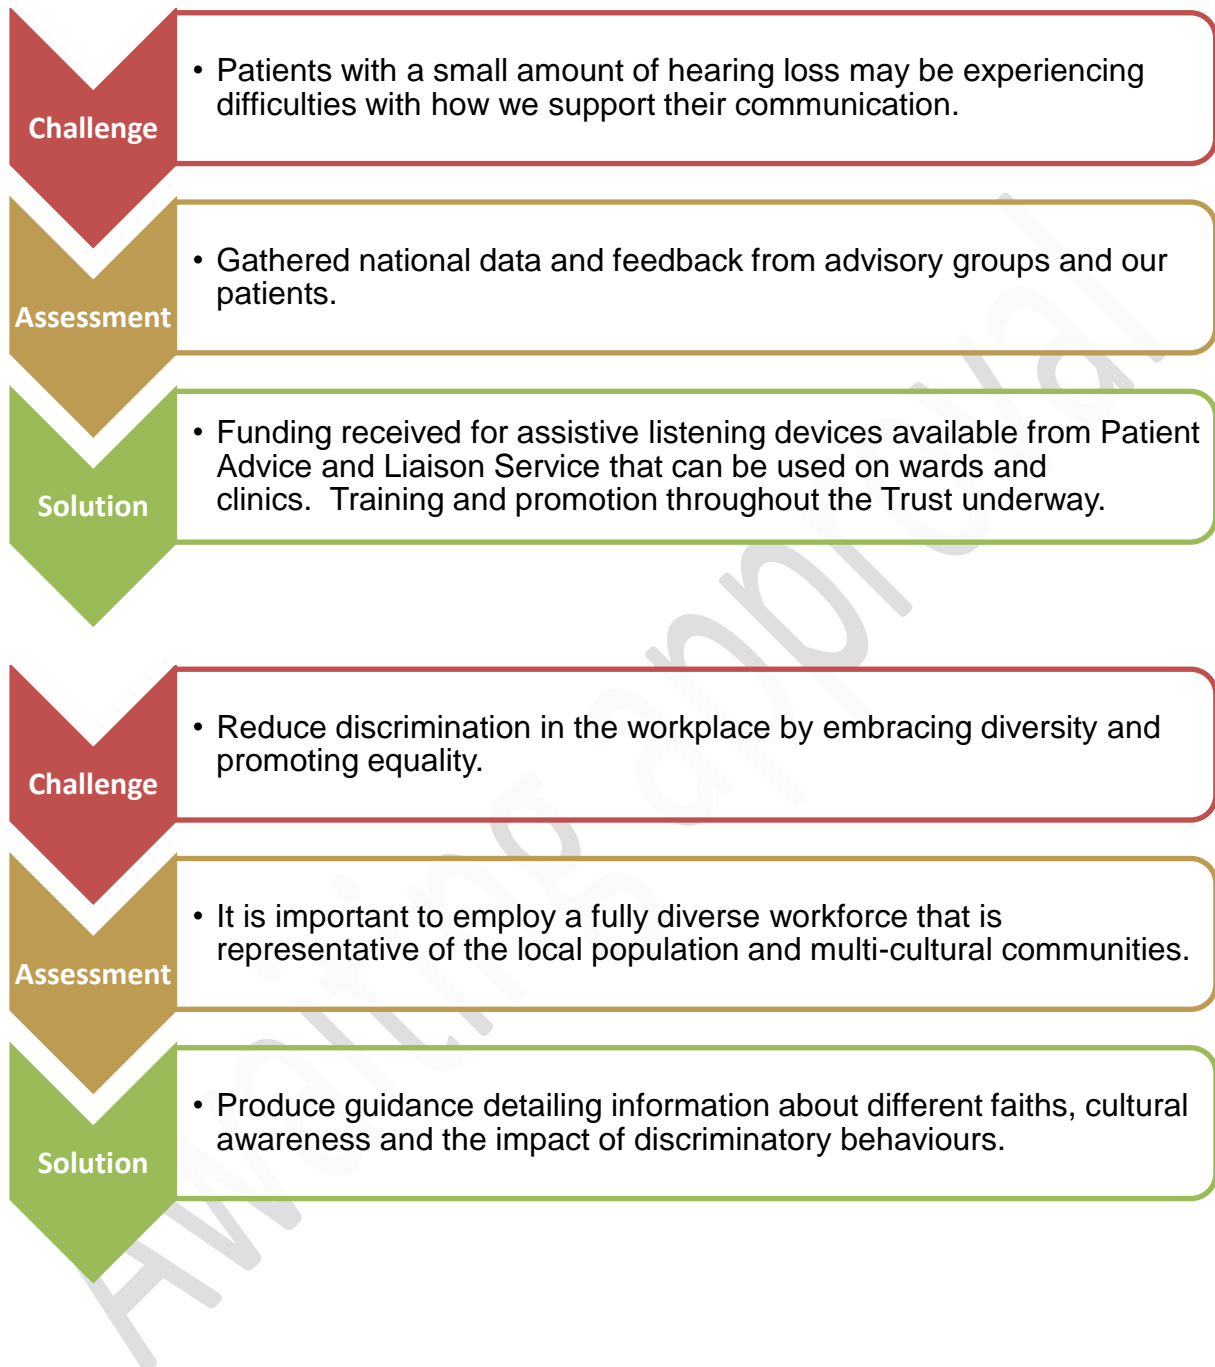 Challenge
• Patients with a small amount of hearing loss may be experiencing
difficulties with how we support their communication.
Assessment
• Gathered national data and feedback from advisory groups and our
patients.
Solution
• Funding received for assistive listening devices available from Patient
Advice and Liaison Service that can be used on wards and
clinics.  Training and promotion throughout the Trust underway.
Challenge
• Reduce discrimination in the workplace by embracing diversity and
promoting equality.
Assessment
• It is important to employ a fully diverse workforce that is
representative of the local population and multi-cultural communities.
Solution
• Produce guidance detailing information about different faiths, cultural
awareness and the impact of discriminatory behaviours.
Awaiting approval